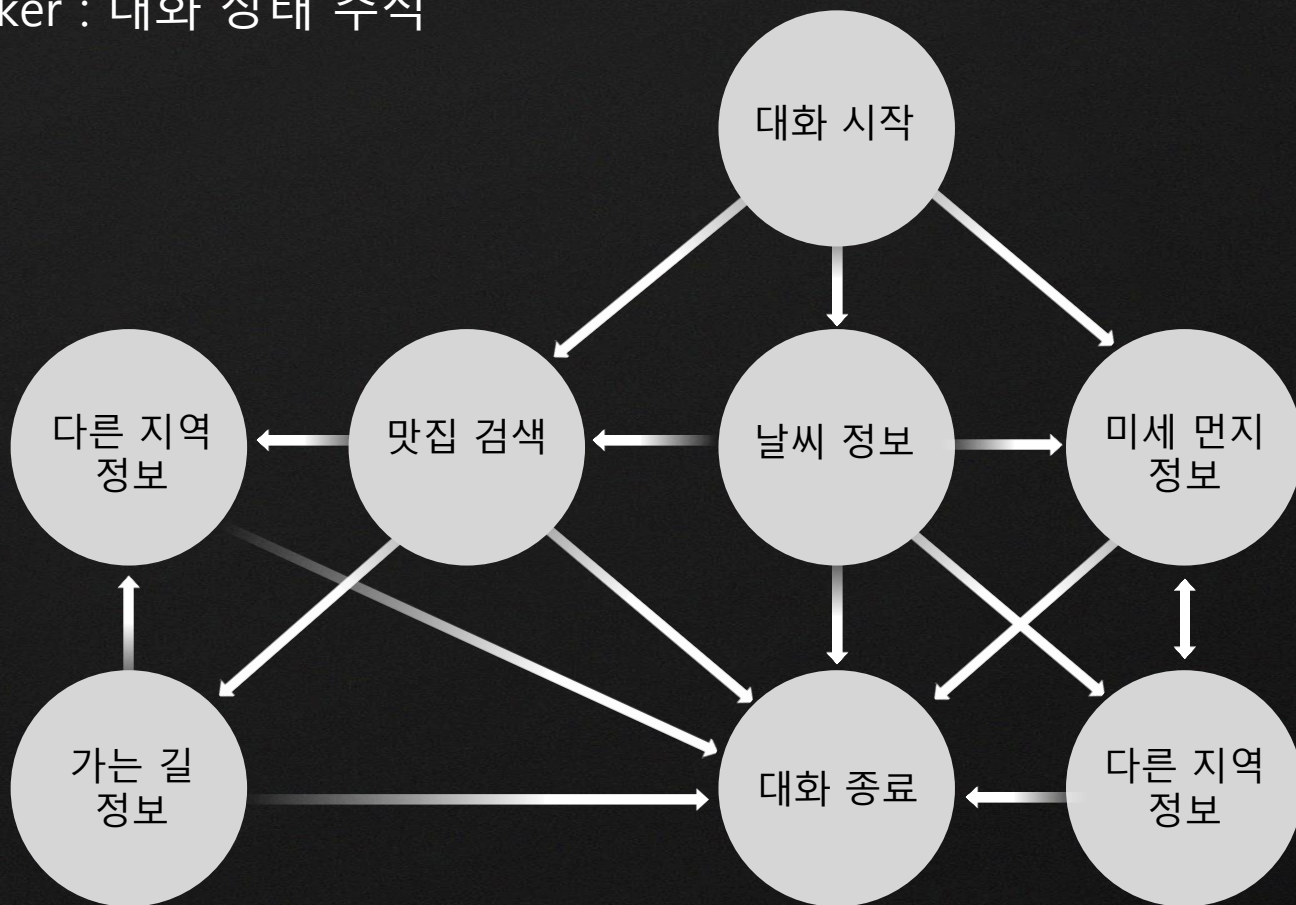 ker : 대화 상태 추적
대화 시작
다른 지역
정보
맛집 검색
날씨 정보
미세 먼지
정보
가는 길
정보
대화 종료
다른 지역
정보